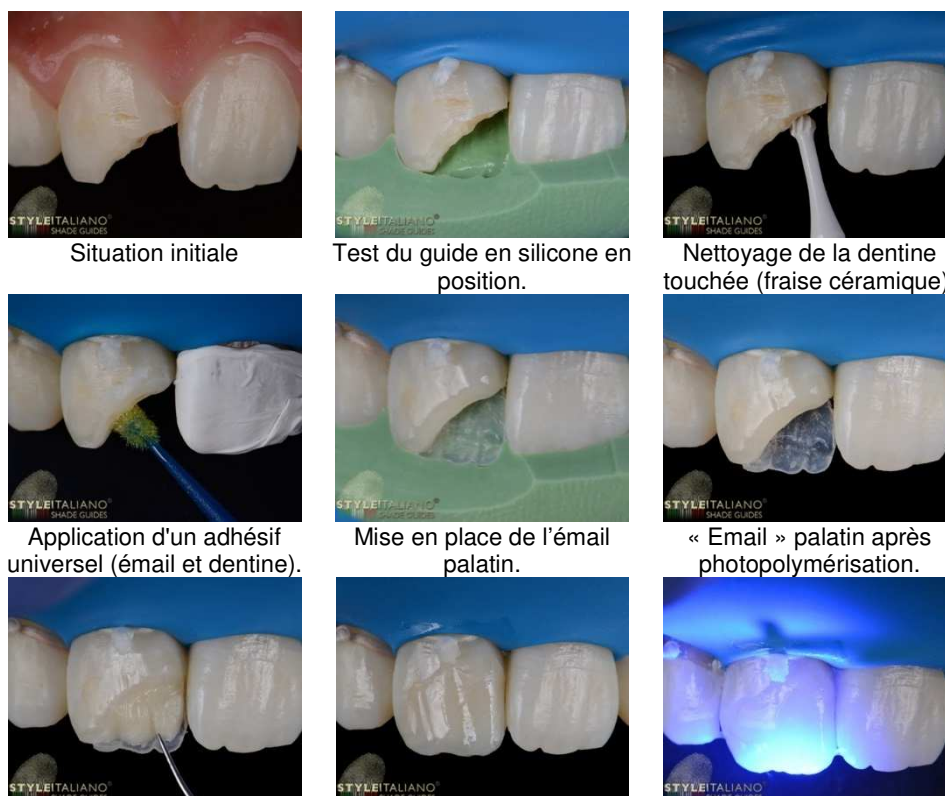 STYLEITALIANO®
SHADE GUIDES
STYLEITALIANO®
SHADE GUIDES
STYLEITALIANO®
SHADE GUIDES
Situation initiale
Test du guide en silicone en
position.
Nettoyage de la dentine
touchée (fraise céramique)
STYLEITALIANO®
SHADE GUIDES
STYLEITALIANO®
SHADE GUIDES
STYLEITALIANO®
SHADE GUIDES
Application d'un adhésif
universel (émail et dentine).
Mise en place de l’émail
palatin.
« Email » palatin après
photopolymérisation.
STYLEITALIANO®
STYLEITALIANO®
STYLEITALIANO®